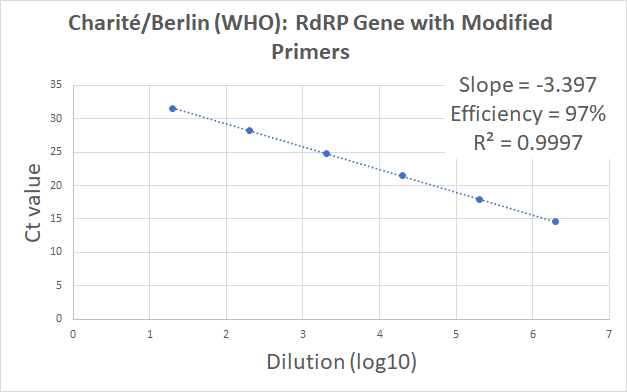 Charité/Berlin (WHO): RdRP Gene with Modified
Primers
Slope = -3.397
Efficiency = 97%
R² = 0.9997
Ct value
35
30
25
20
15
10
5
0
0 1 2 3 4 5 6 7
Dilution (log10)